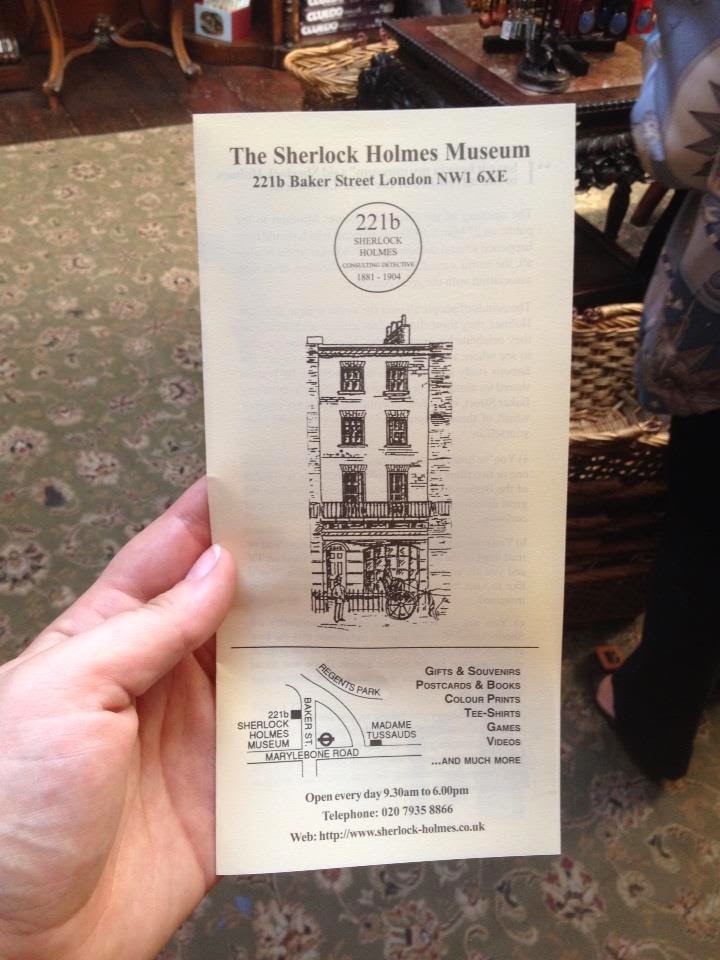 CLUEDO
CLUEDO
CLUEDO
The Sherlock Holmes Museum
221b Baker Street London NW1 6XE
221b
SHERLOCK
HOLMES
CONSULTING DETECTIVE
1881 - 1904
REGENTS PARK
BAKER ST.
221b
SHERLOCK
HOLMES
MUSEUM
MADAME
TUSSAUDS
MARYLEBONE ROAD
GIFTS & SOUVENIRS
POSTCARDS & BOOKS
COLOUR PRINTS
TEE-SHIRTS
GAMES
VIDEOS
...AND MUCH MORE
Open every day 9.30am to 6.00pm
Telephone: 020 7935 8866
Web: http://www.sherlock-holmes.co.uk